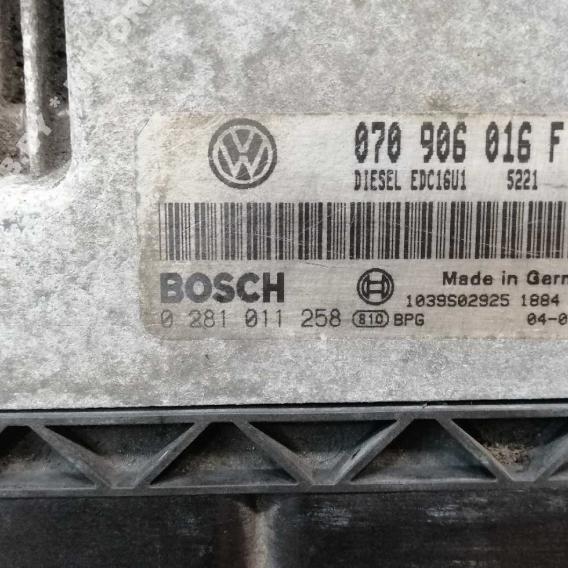 070 906 016 F
DIESEL EDC16U1 5221
BOSCH
Made in Germ
1039S02925 1884
0 281 011 258 810 BPG
04-0